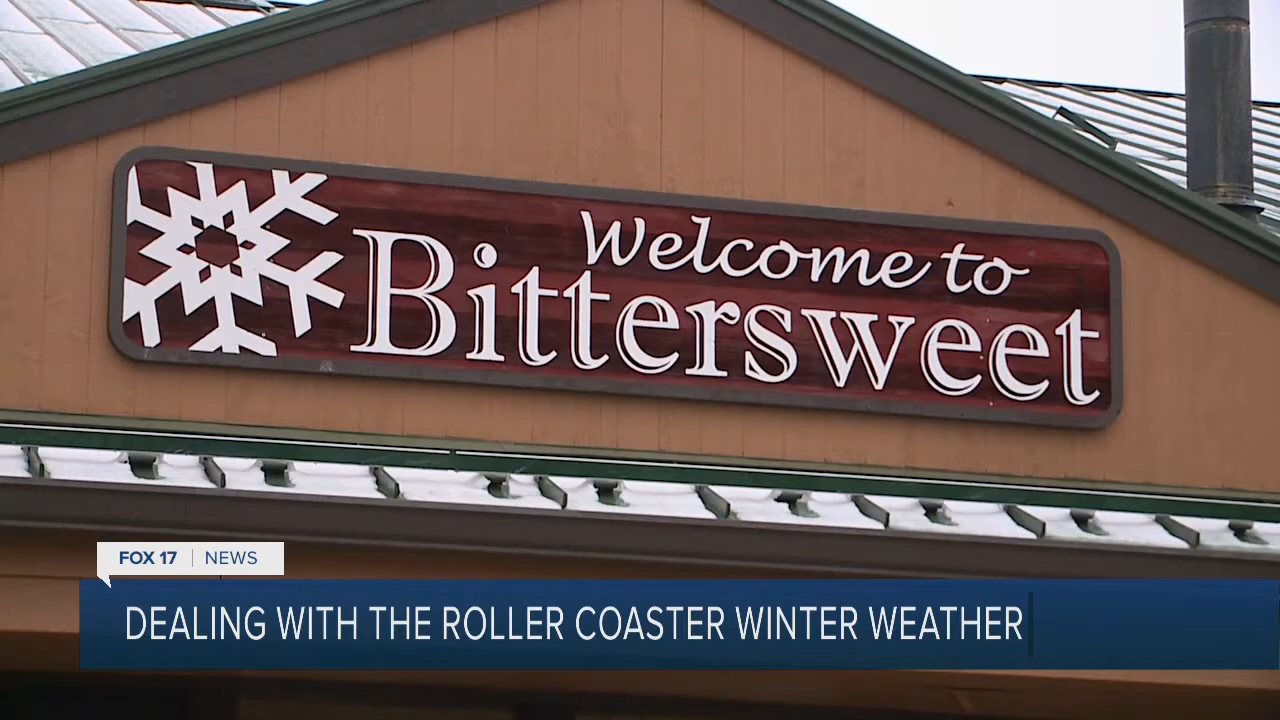 Welcome to
Bittersweet
FOX 17 | NEWS
DEALING WITH THE ROLLER COASTER WINTER WEATHER